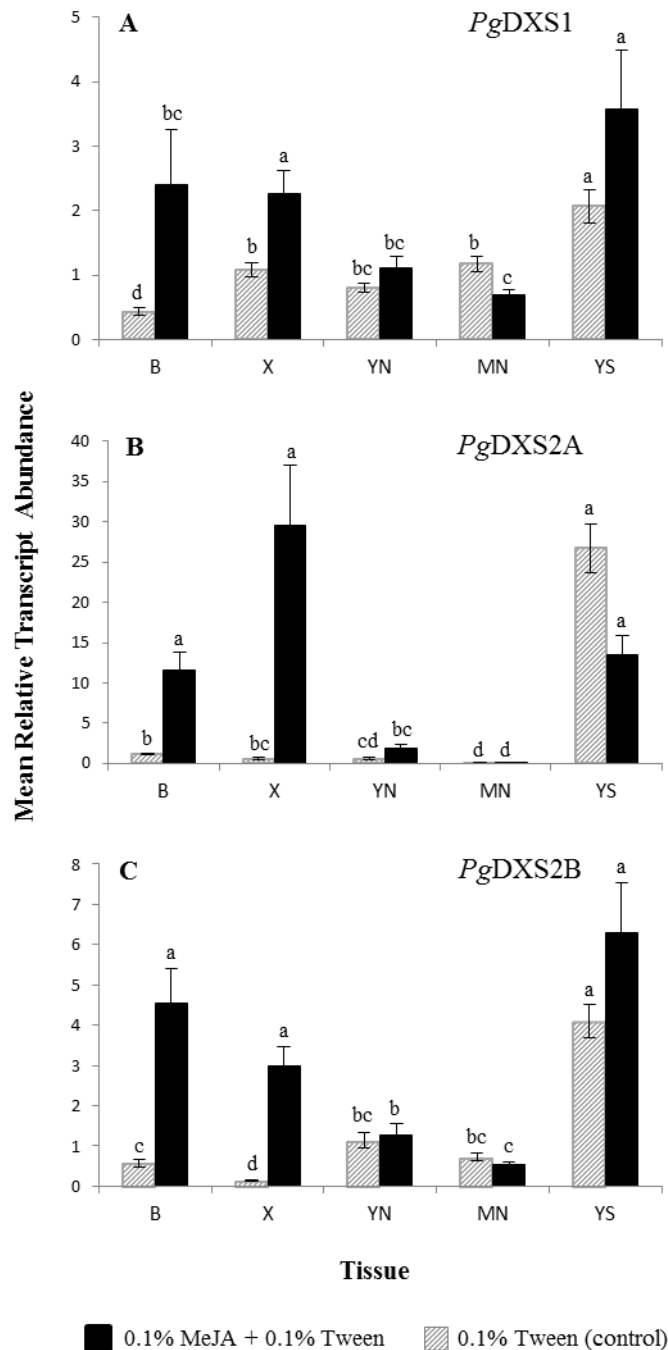 A
PgDXS1
5
4
3
2
1
0
d
bc
b
a
bc
bc
b
c
a
a
B X YN MN YS
Mean Relative Transcript Abundance
B
PgDXS2A
40
35
30
25
20
15
10
5
0
b
a
bc
a
cd
bc
d
d
a
a
B X YN MN YS
C
PgDXS2B
8
7
6
5
4
3
2
1
0
c
a
d
a
bc
b
bc
c
a
a
B X YN MN YS
Tissue
0.1% MeJA + 0.1% Tween
0.1% Tween (control)